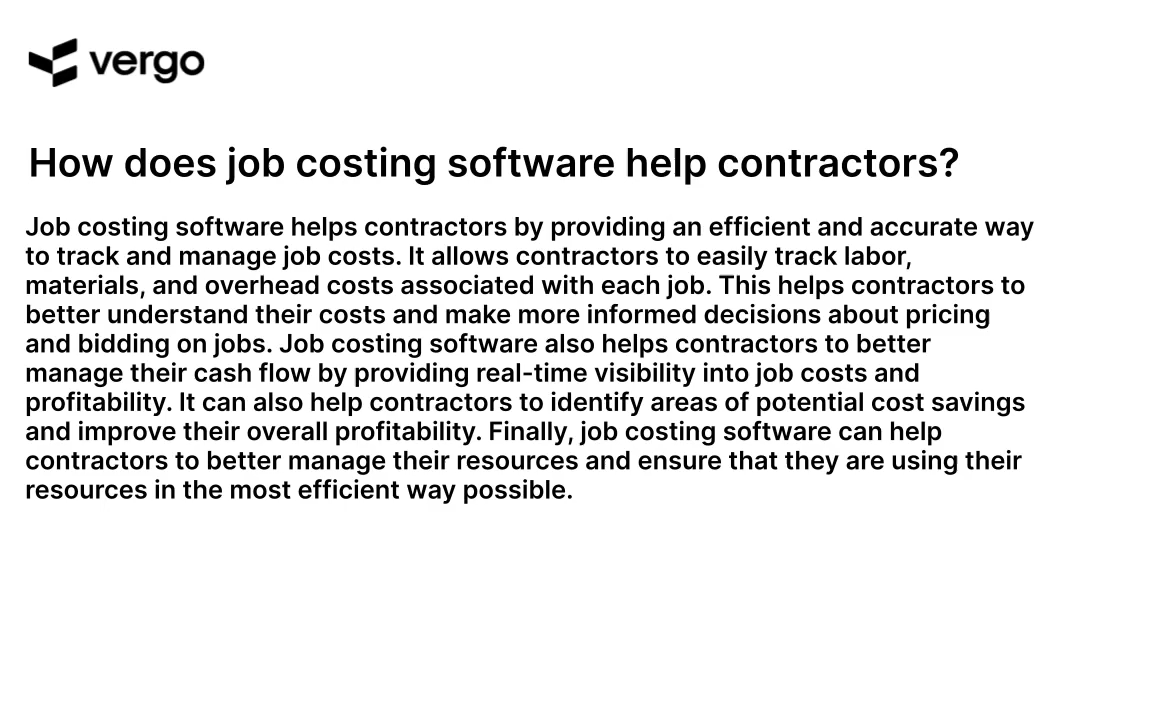 vergo
How does job costing software help contractors?
Job costing software helps contractors by providing an efficient and accurate way
to track and manage job costs. It allows contractors to easily track labor,
materials, and overhead costs associated with each job. This helps contractors to
better understand their costs and make more informed decisions about pricing
and bidding on jobs. Job costing software also helps contractors to better
manage their cash flow by providing real-time visibility into job costs and
profitability. It can also help contractors to identify areas of potential cost savings
and improve their overall profitability. Finally, job costing software can help
contractors to better manage their resources and ensure that they are using their
resources in the most efficient way possible.